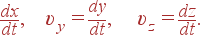 dx/dt, v_y = dy/dt, v_z = dz/dt.